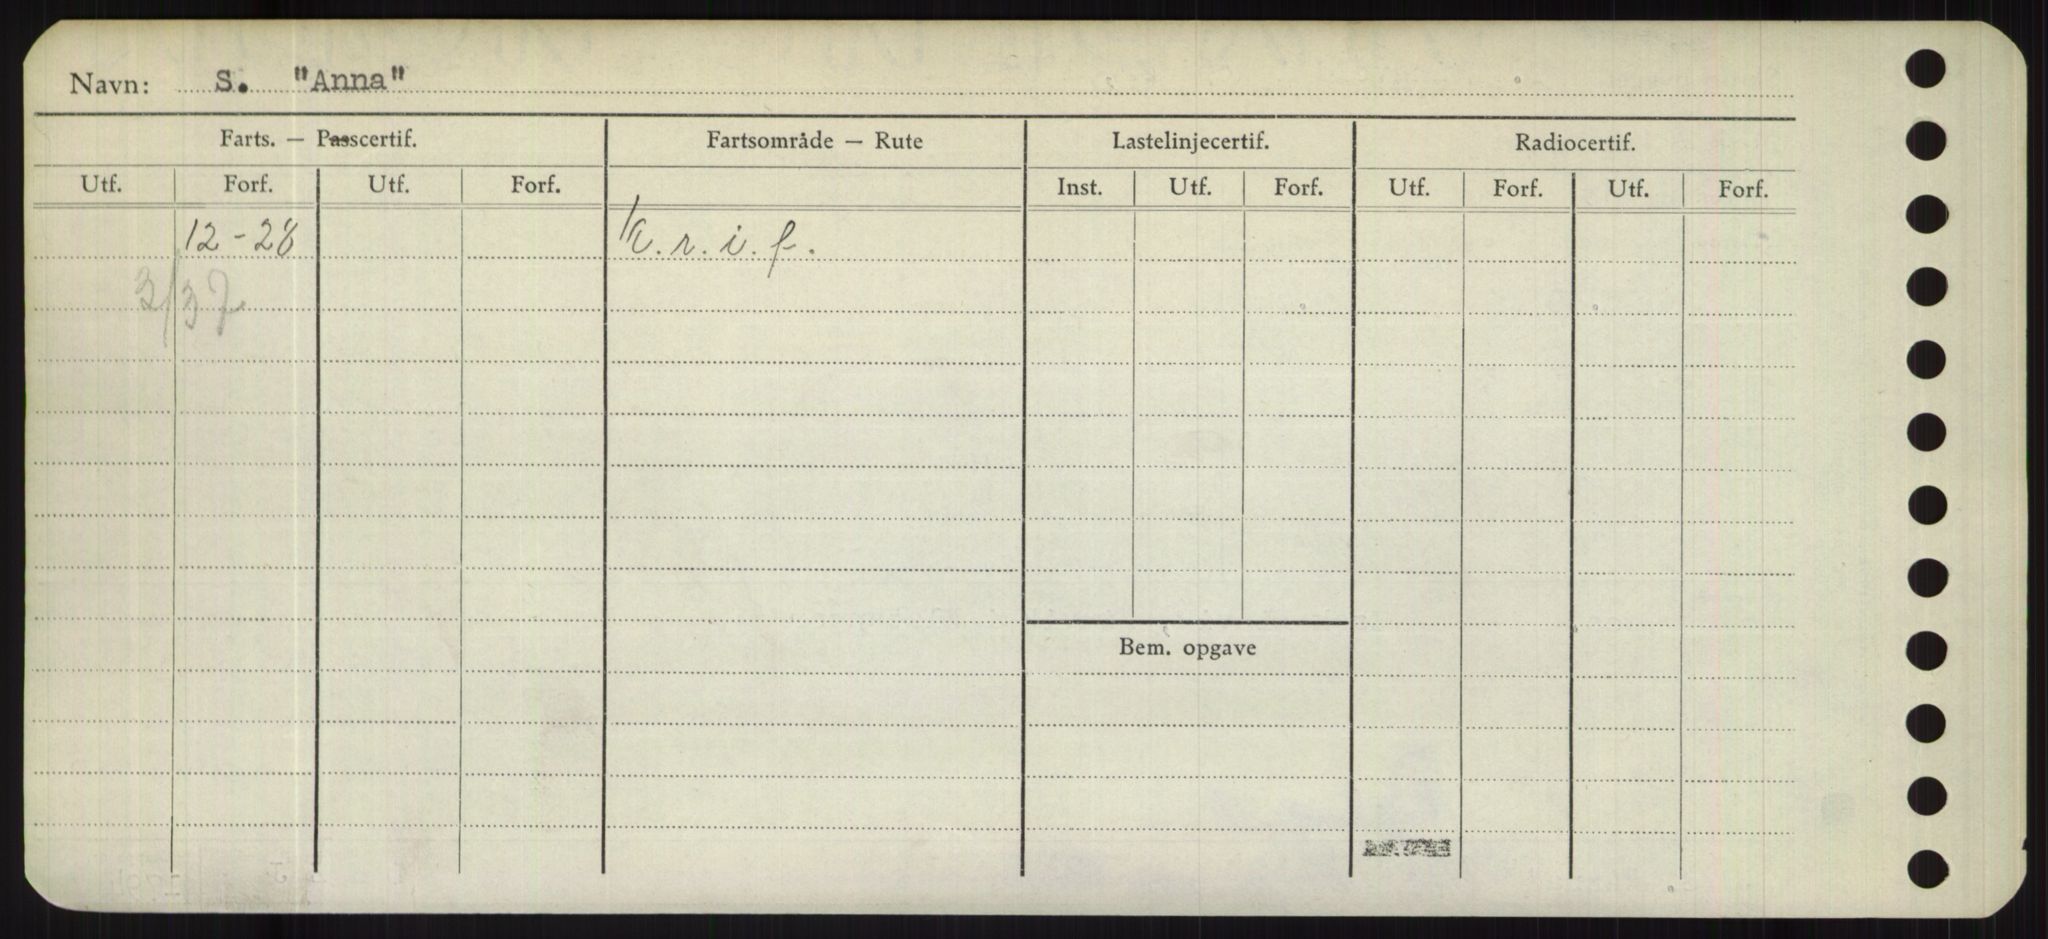 Navn: S. "Anna"
Farts. — Passcertif. Fartsområde — Rute Lastelinjecertif. Radiocertif.
Utf. Forf. Utf. Forf. Inst. Utf. Forf. Utf. Forf. Utf. Forf.
12-28 K.r.i.f.
3/37
Bem. opgave